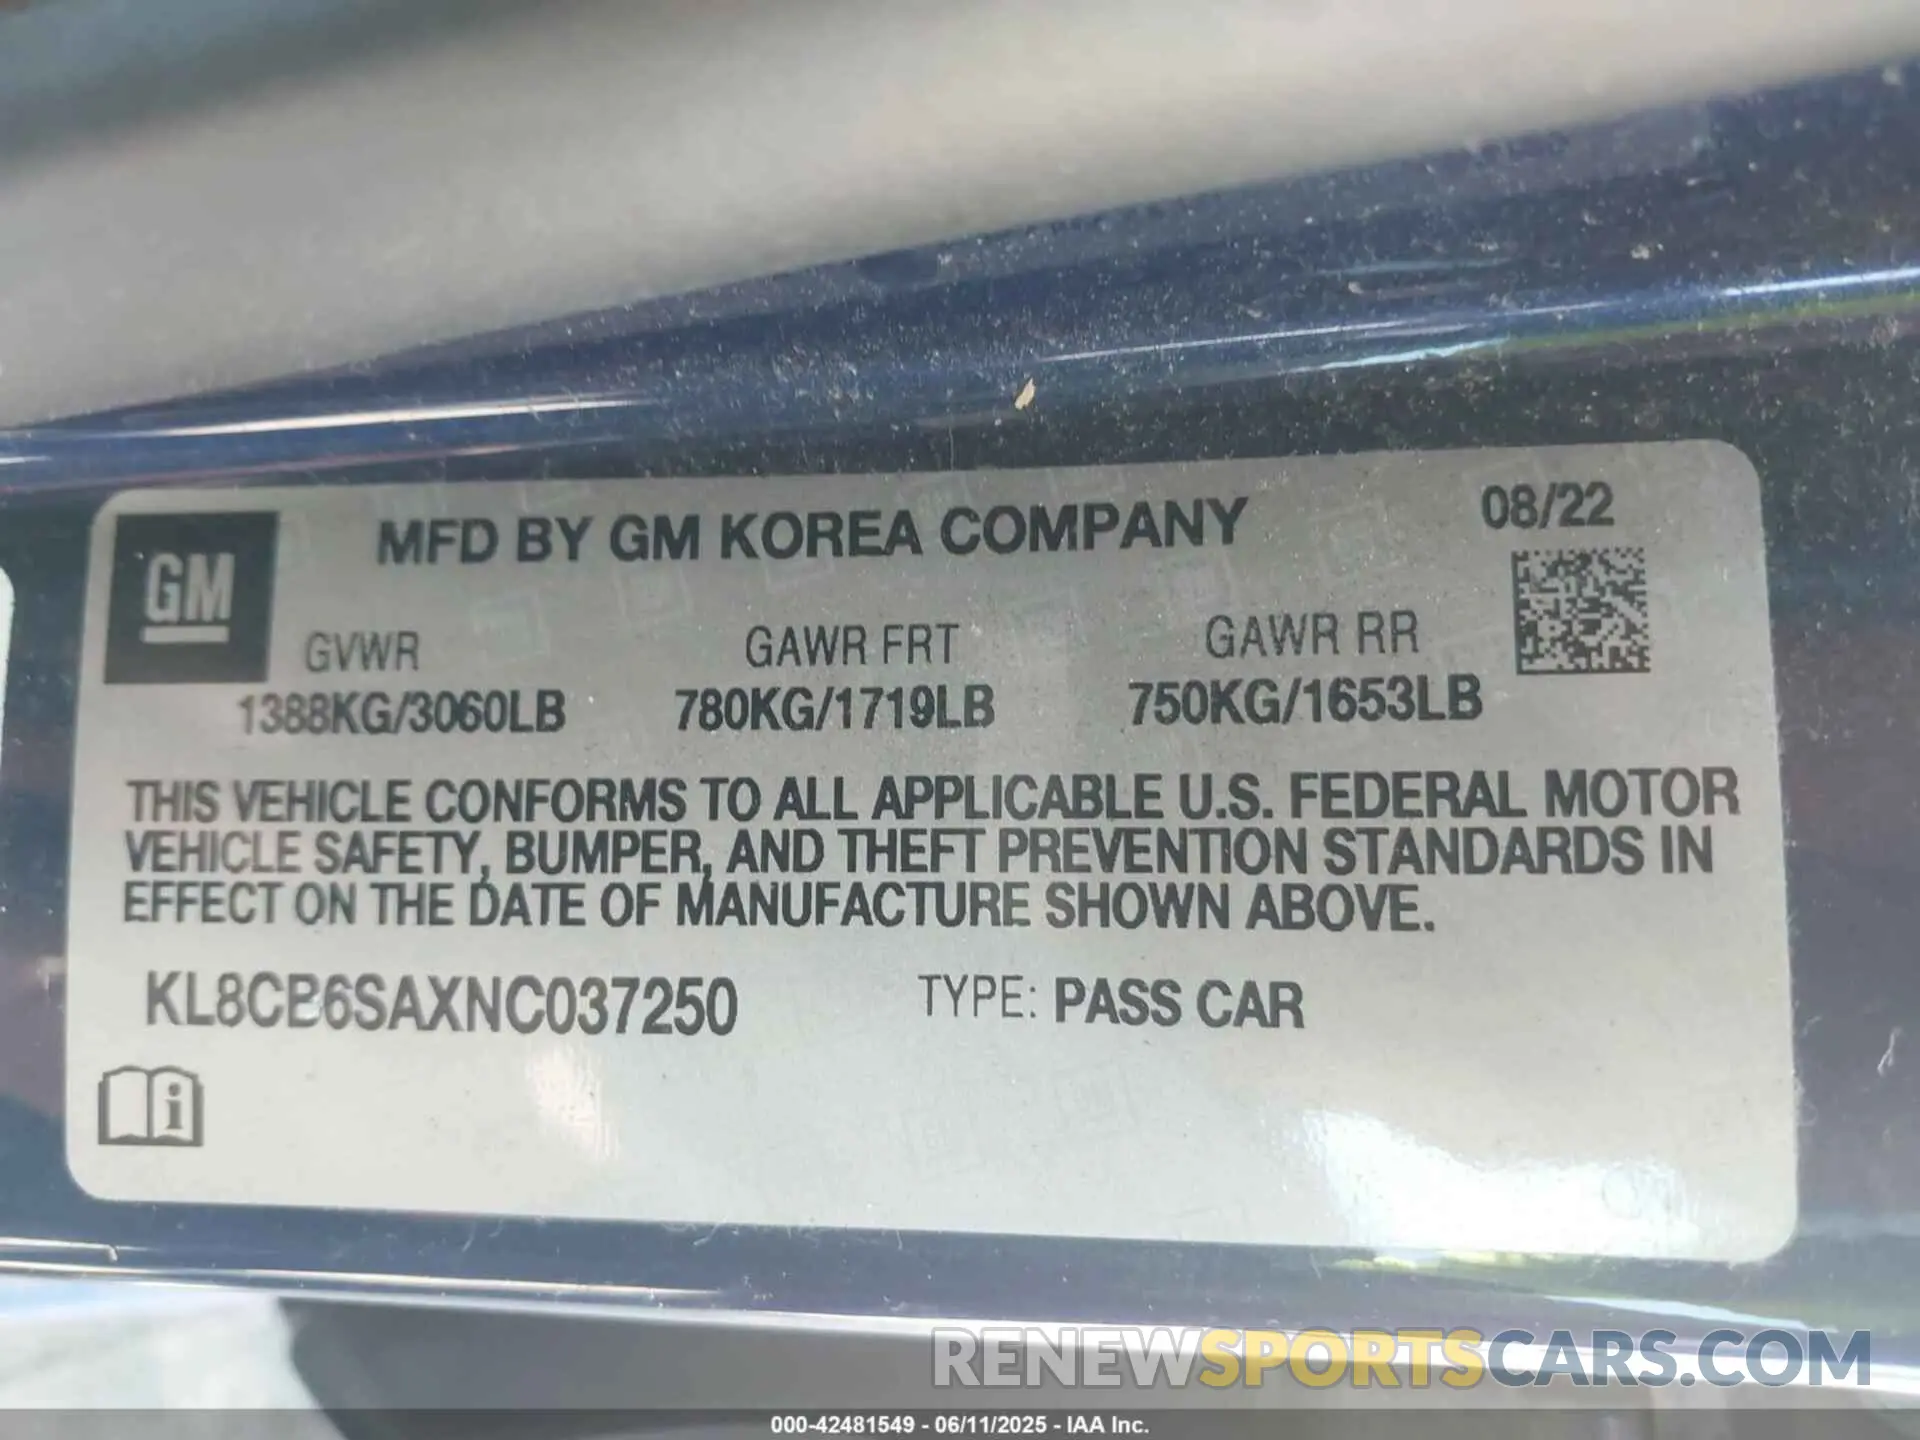 MFD BY GM KOREA COMPANY
08/22
GM
GVWR
GAWR FRT
GAWR RR
1388KG/3060LB
780KG/1719LB
750KG/1653LB
THIS VEHICLE CONFORMS TO ALL APPLICABLE U.S. FEDERAL MOTOR
VEHICLE SAFETY, BUMPER, AND THEFT PREVENTION STANDARDS IN
EFFECT ON THE DATE OF MANUFACTURE SHOWN ABOVE.
KL8CB6SAXNC037250
TYPE: PASS CAR
i
RENEWSPORTSCARS.COM
000-42481549 - 06/11/2025 - IAA Inc.